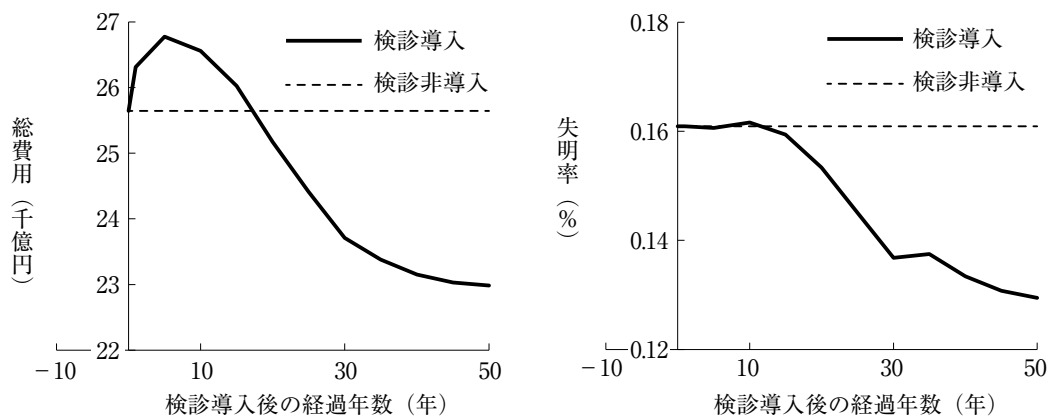 27
26
25
24
23
22
総費用（千億円）
検診導入
検診非導入
－10
10
30
50
検診導入後の経過年数（年）
0.18
0.16
0.14
0.12
失明率（%）
検診導入
検診非導入
－10
10
30
50
検診導入後の経過年数（年）